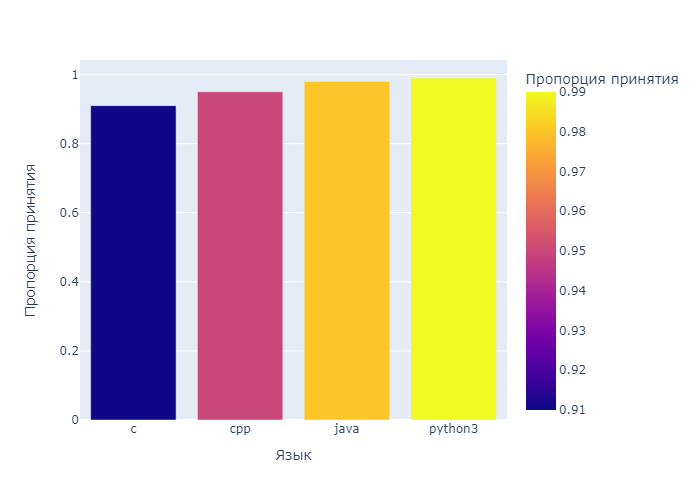 Пропорция принятия
1
0.8
0.6
0.4
0.2
0
Пропорция принятия
c
cpp
java
python3
Язык
0.99
0.98
0.97
0.96
0.95
0.94
0.93
0.92
0.91